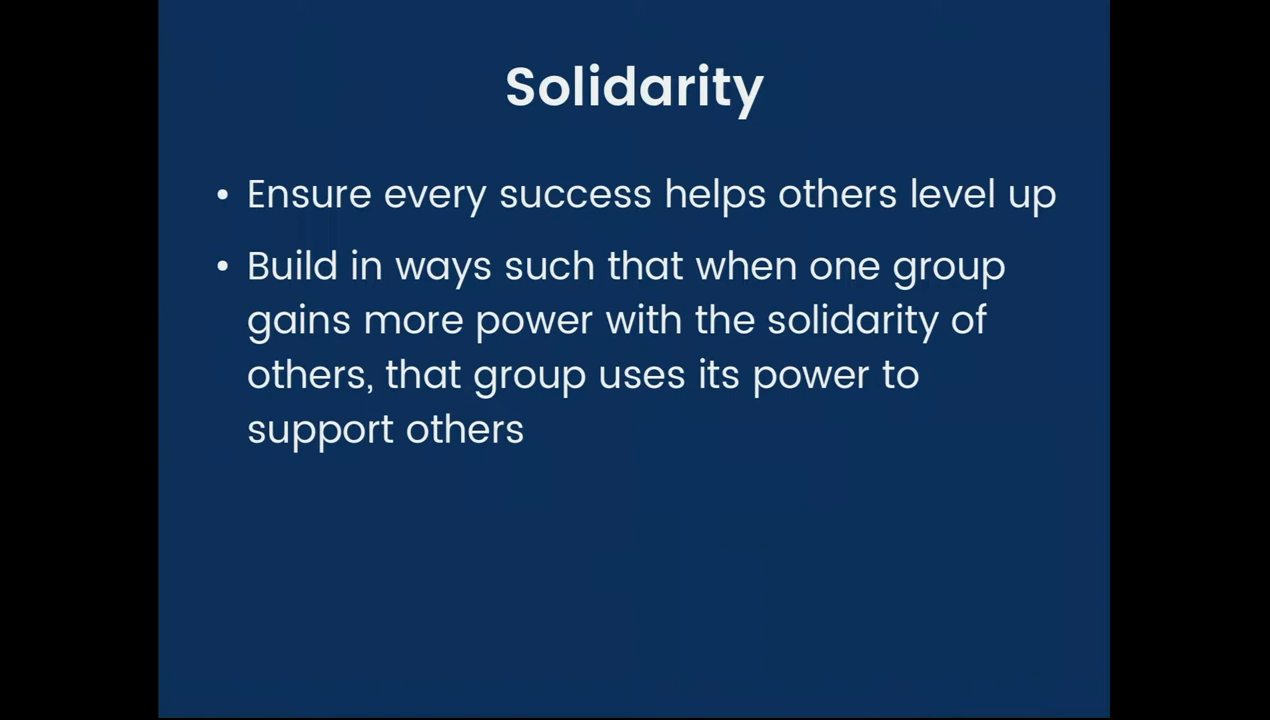 Solidarity
• Ensure every success helps others level up
• Build in ways such that when one group
gains more power with the solidarity of
others, that group uses its power to
support others